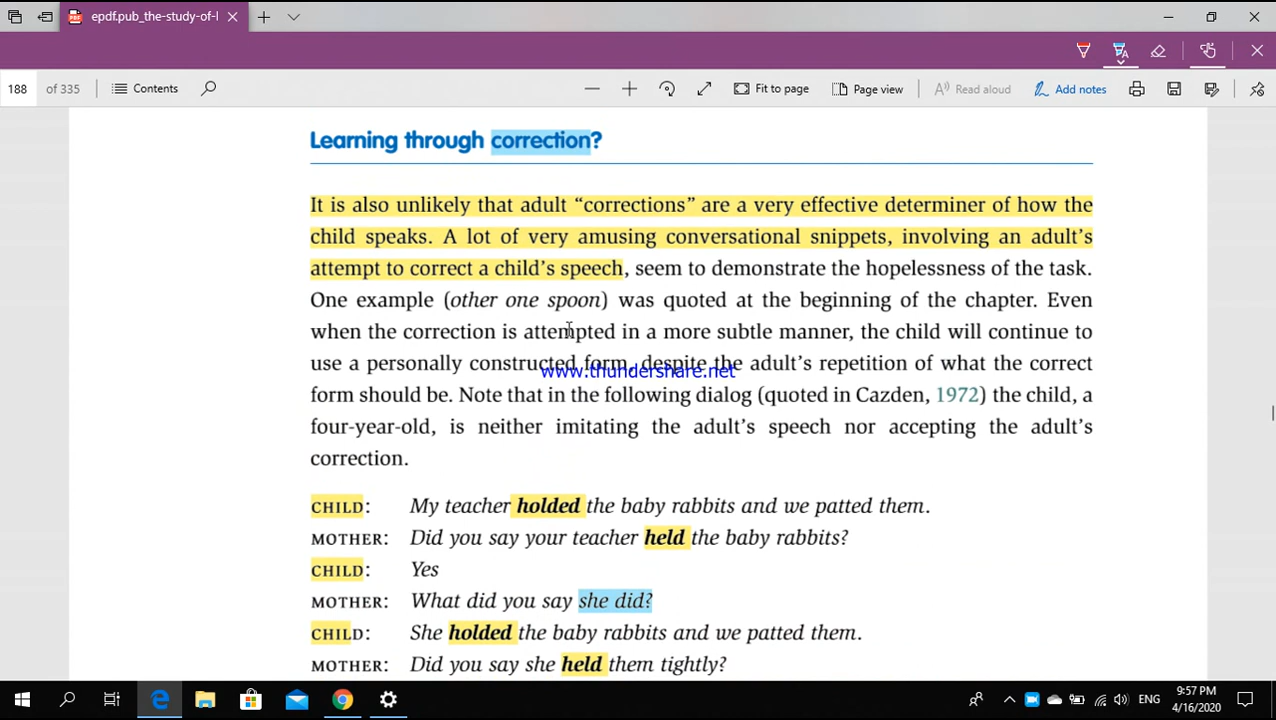 epdf.pub_the-study-of-l
188 of 335 Contents Fit to page Page view Read aloud Add notes
Learning through correction?
It is also unlikely that adult “corrections” are a very effective determiner of how the
child speaks. A lot of very amusing conversational snippets, involving an adult’s
attempt to correct a child’s speech, seem to demonstrate the hopelessness of the task.
One example (other one spoon) was quoted at the beginning of the chapter. Even
when the correction is attempted in a more subtle manner, the child will continue to
use a personally constructed form, despite the adult’s repetition of what the correct
www.thundershare.net
form should be. Note that in the following dialog (quoted in Cazden, 1972) the child, a
four-year-old, is neither imitating the adult’s speech nor accepting the adult’s
correction.
CHILD: My teacher holded the baby rabbits and we patted them.
MOTHER: Did you say your teacher held the baby rabbits?
CHILD: Yes
MOTHER: What did you say she did?
CHILD: She holded the baby rabbits and we patted them.
MOTHER: Did you say she held them tightly?
ENG
9:57 PM
4/16/2020